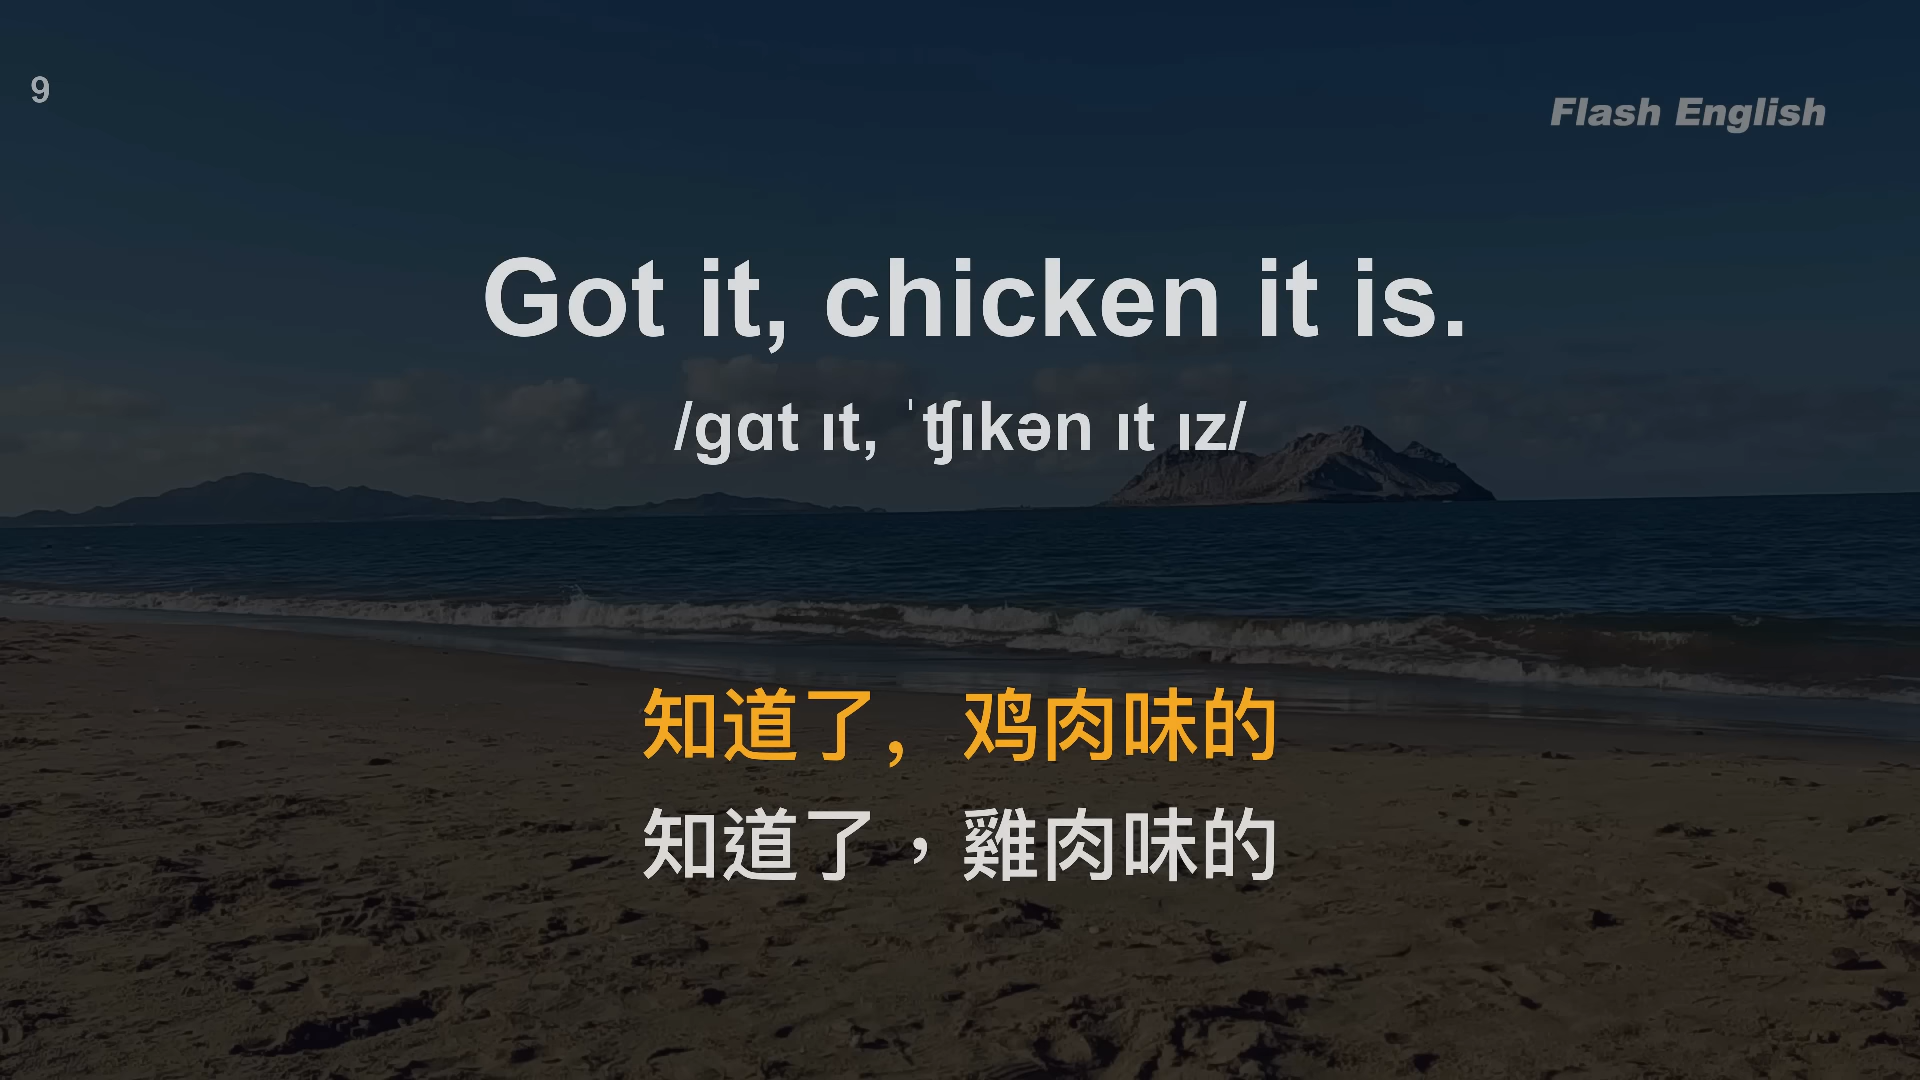 9
Flash English
Got it, chicken it is.
/gɑt ɪt, ˈʧɪkən ɪt ɪz/
知道了，鸡肉味的
知道了，雞肉味的